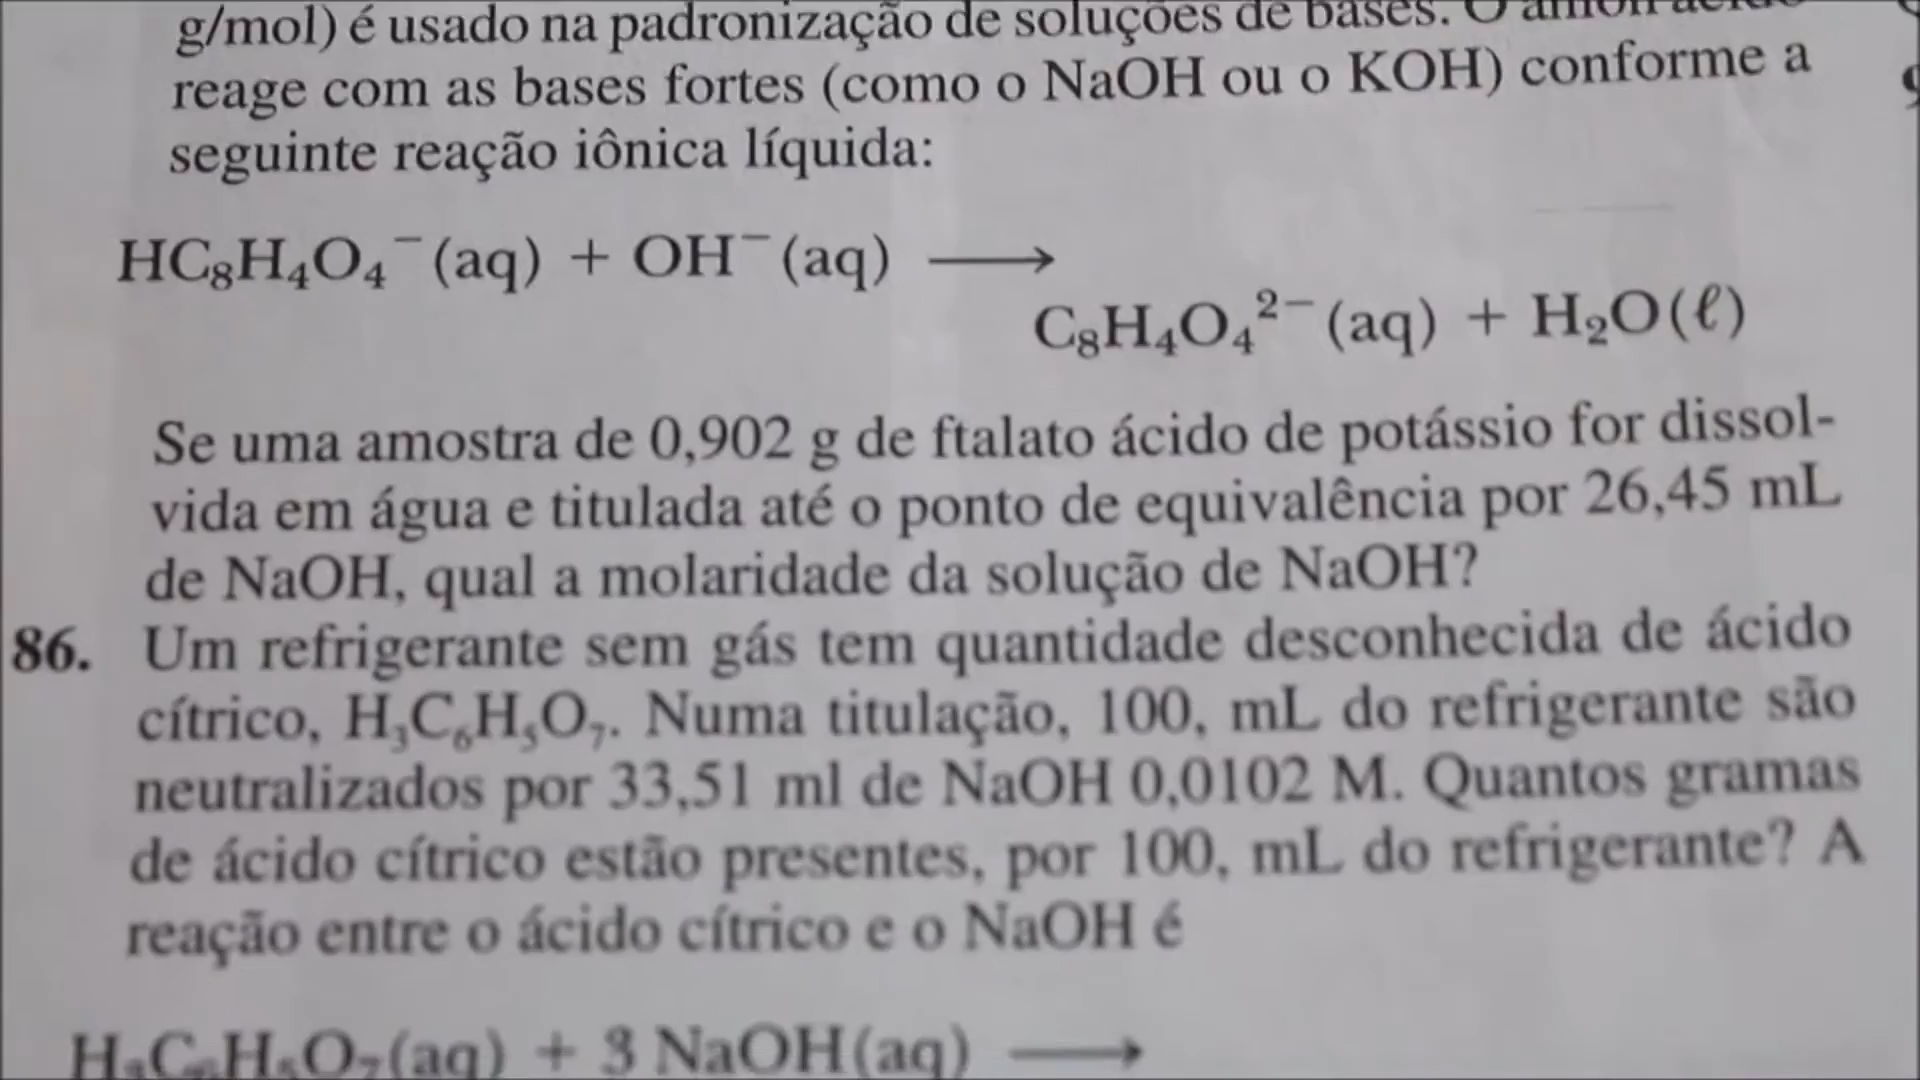 g/mol) é usado na padronização de soluções de bases. O
reage com as bases fortes (como o NaOH ou o KOH) conforme a
seguinte reação iônica líquida:
HC₈H₄O₄⁻(aq) + OH⁻(aq) ⟶
C₈H₄O₄²⁻(aq) + H₂O(ℓ)
Se uma amostra de 0,902 g de ftalato ácido de potássio for dissol-
vida em água e titulada até o ponto de equivalência por 26,45 mL
de NaOH, qual a molaridade da solução de NaOH?
86. Um refrigerante sem gás tem quantidade desconhecida de ácido
cítrico, H₃C₆H₅O₇. Numa titulação, 100, mL do refrigerante são
neutralizados por 33,51 ml de NaOH 0,0102 M. Quantos gramas
de ácido cítrico estão presentes, por 100, mL do refrigerante? A
reação entre o ácido cítrico e o NaOH é
H₃C₆H₅O₇(aq) + 3 NaOH(aq) ⟶